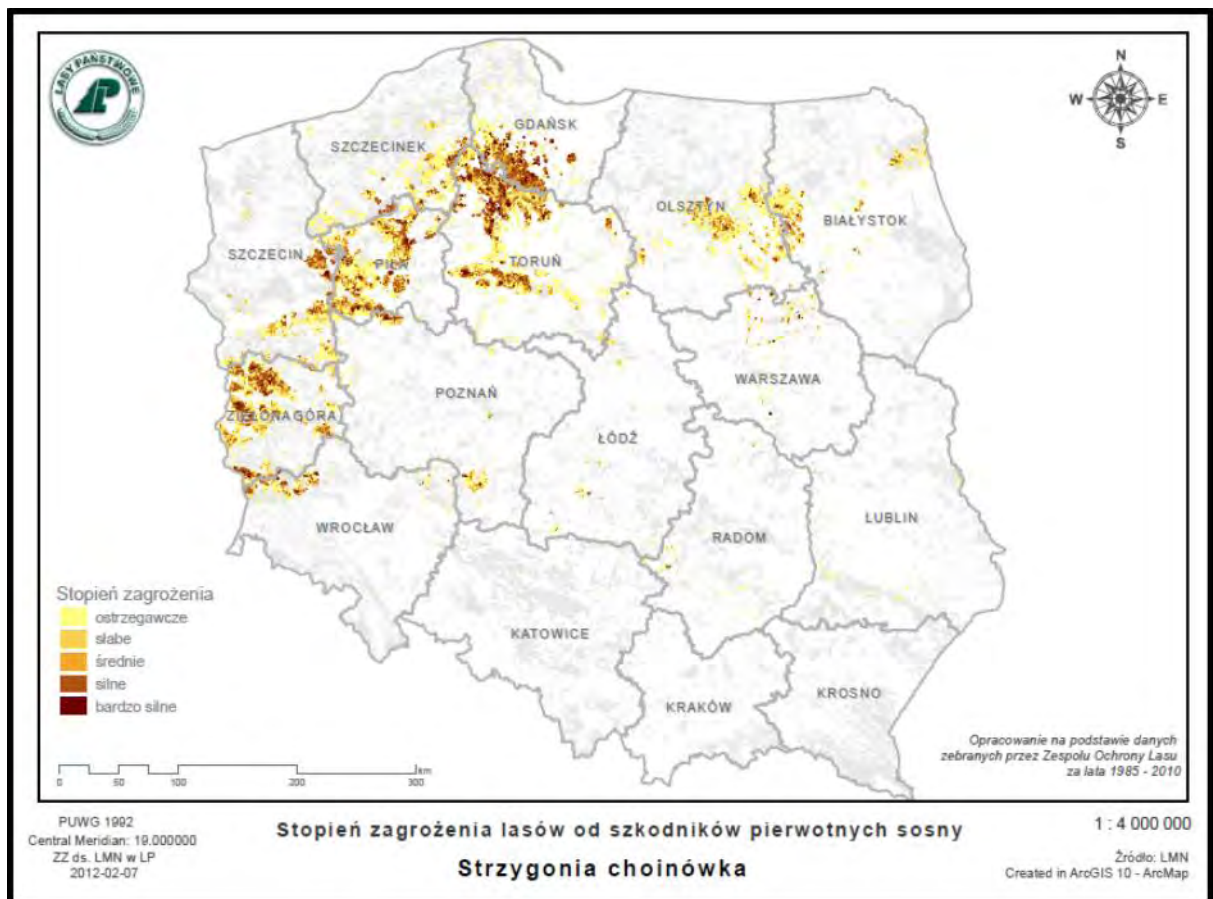 LASY PAŃSTWOWE
N
W E
S
GDAŃSK
SZCZECINEK
OLSZTYN
BIAŁYSTOK
SZCZECIN
PIŁA
TORUŃ
WARSZAWA
POZNAŃ
ZIELONA GÓRA
ŁÓDŹ
LUBLIN
WROCŁAW
RADOM
KATOWICE
KROSNO
KRAKÓW
Stopień zagrożenia
ostrzegawcze
słabe
średnie
silne
bardzo silne
0 50 100 200 300 km
Opracowanie na podstawie danych
zebranych przez Zespołu Ochrony Lasu
za lata 1985 - 2010
PUWG 1992
Central Meridian: 19.000000
ZZ ds. LMN w LP
2012-02-07
Stopień zagrożenia lasów od szkodników pierwotnych sosny
Strzygonia choinówka
1 : 4 000 000
Źródło: LMN
Created in ArcGIS 10 - ArcMap